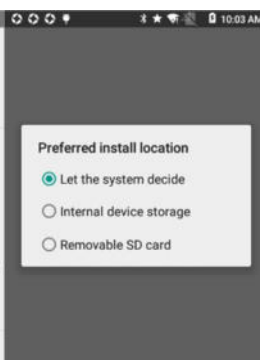 10:03 AM
Preferred install location
Let the system decide
Internal device storage
Removable SD card